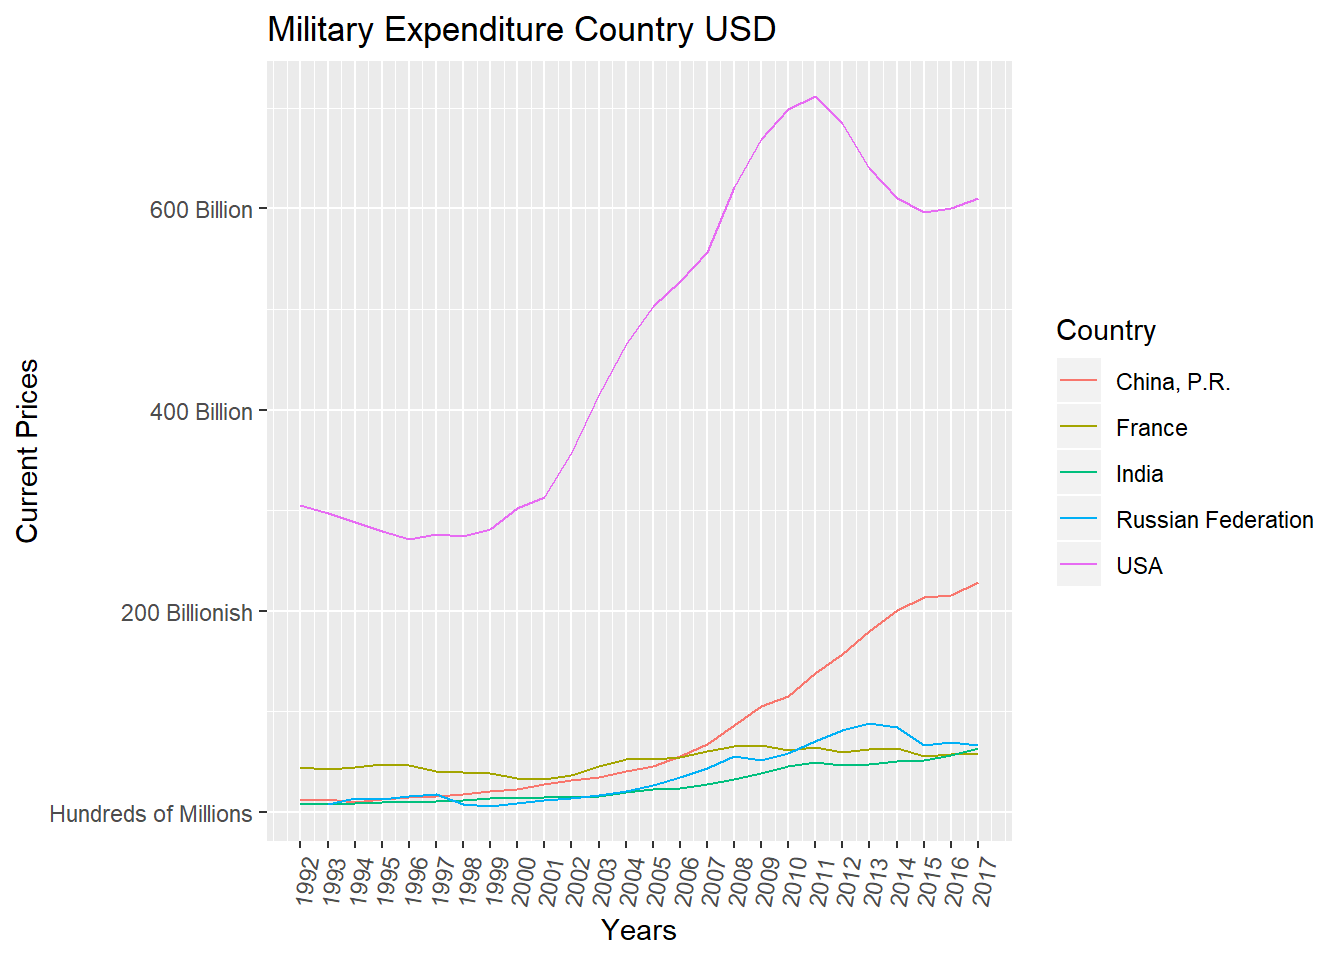 Military Expenditure Country USD
Current Prices
600 Billion
400 Billion
200 Billionish
Hundreds of Millions
1992
1993
1994
1995
1996
1997
1998
1999
2000
2001
2002
2003
2004
2005
2006
2007
2008
2009
2010
2011
2012
2013
2014
2015
2016
2017
Years
Country
China, P.R.
France
India
Russian Federation
USA